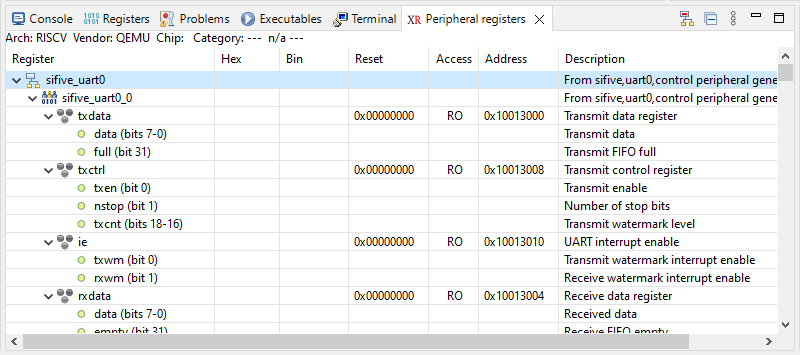 Console Registers Problems Executables Terminal Peripheral registers
Arch: RISCV Vendor: QEMU Chip: Category: --- n/a ---
Register Hex Bin Reset Access Address Description
sifive_uart0 From sifive,uart0,control peripheral gene
sifive_uart0_0 From sifive,uart0,control peripheral gene
txdata 0x00000000 RO 0x10013000 Transmit data register
data (bits 7-0) Transmit data
full (bit 31) Transmit FIFO full
txctrl 0x00000000 RO 0x10013008 Transmit control register
txen (bit 0) Transmit enable
nstop (bit 1) Number of stop bits
txcnt (bits 18-16) Transmit watermark level
ie 0x00000000 RO 0x10013010 UART interrupt enable
txwm (bit 0) Transmit watermark interrupt enable
rxwm (bit 1) Receive watermark interrupt enable
rxdata 0x00000000 RO 0x10013004 Receive data register
data (bits 7-0) Received data
empty (bit 31) Receive FIFO empty